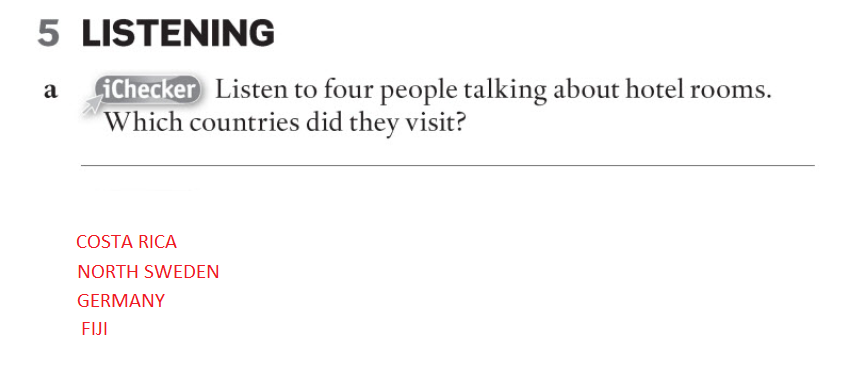 5 LISTENING
a iChecker Listen to four people talking about hotel rooms.
Which countries did they visit?
COSTA RICA
NORTH SWEDEN
GERMANY
FIJI